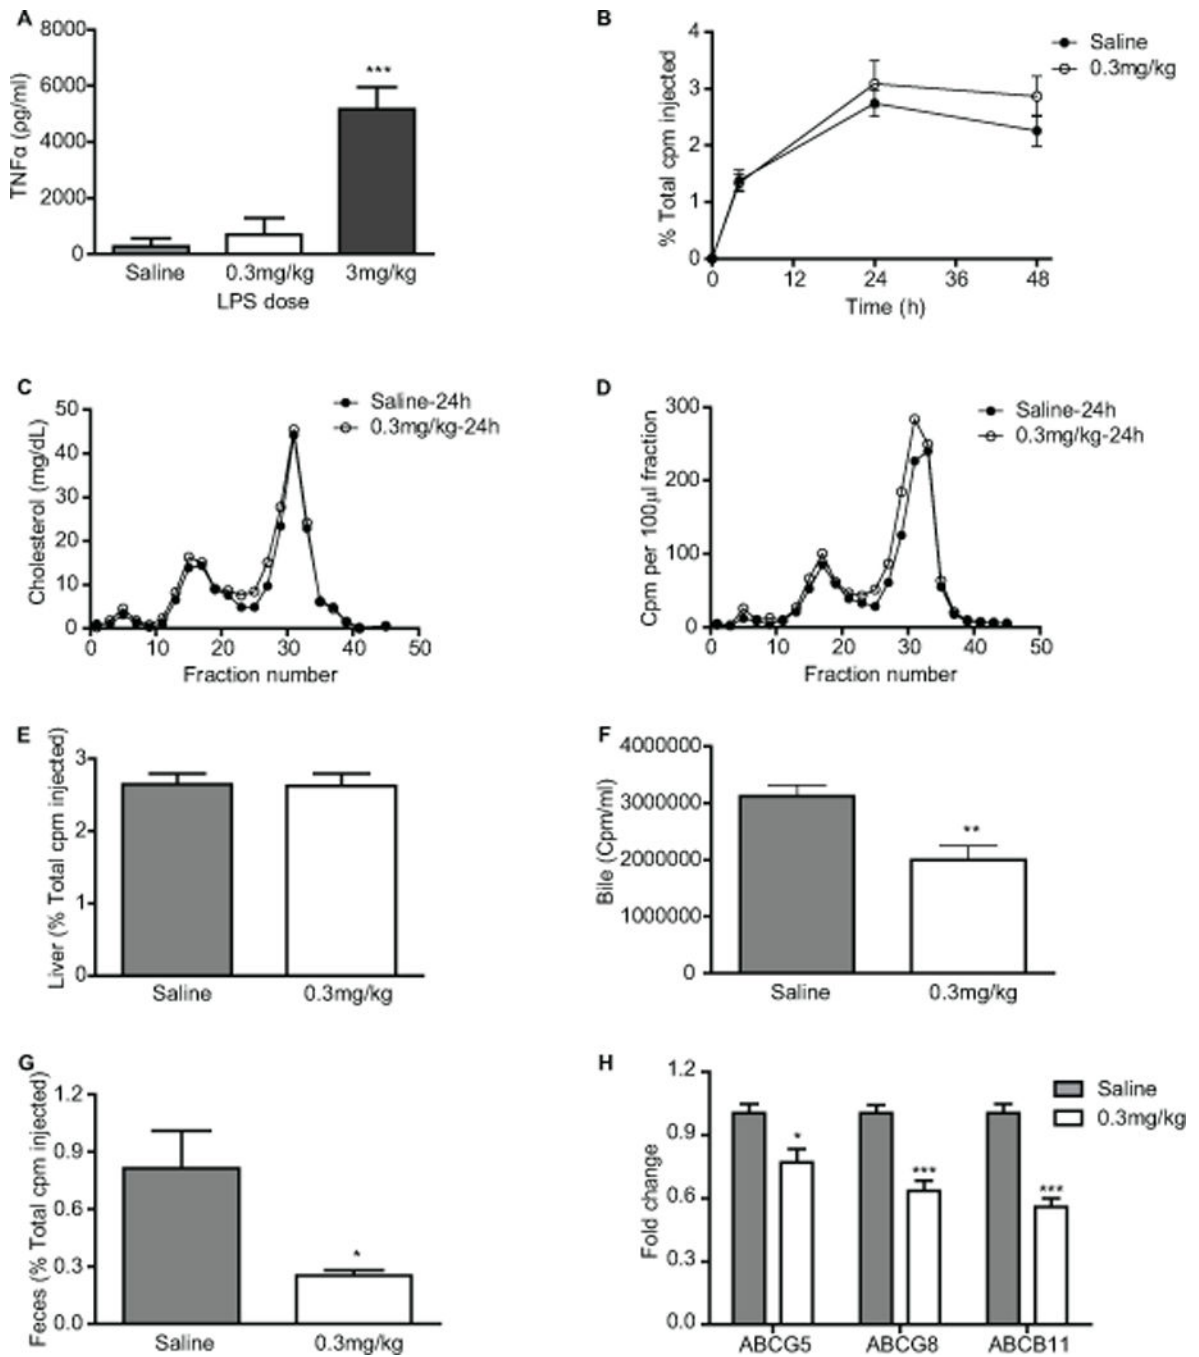 A
8000
6000
4000
2000
0
TNFα (pg/ml)
***
Saline
0.3mg/kg
3mg/kg
LPS dose
B
4
3
2
1
0
% Total cpm injected
Saline
0.3mg/kg
0
12
24
36
48
Time (h)
C
50
40
30
20
10
0
Cholesterol (mg/dL)
Saline-24h
0.3mg/kg-24h
0
10
20
30
40
50
Fraction number
D
300
200
100
0
Cpm per 100µl fraction
Saline-24h
0.3mg/kg-24h
0
10
20
30
40
50
Fraction number
E
3
2
1
0
Liver (% Total cpm injected)
Saline
0.3mg/kg
F
4000000
3000000
2000000
1000000
0
Bile (Cpm/ml)
**
Saline
0.3mg/kg
G
1.2
0.9
0.6
0.3
0.0
Feces (% Total cpm injected)
*
Saline
0.3mg/kg
H
1.2
0.9
0.6
0.3
0.0
Fold change
Saline
0.3mg/kg
*
***
***
ABCG5
ABCG8
ABCB11